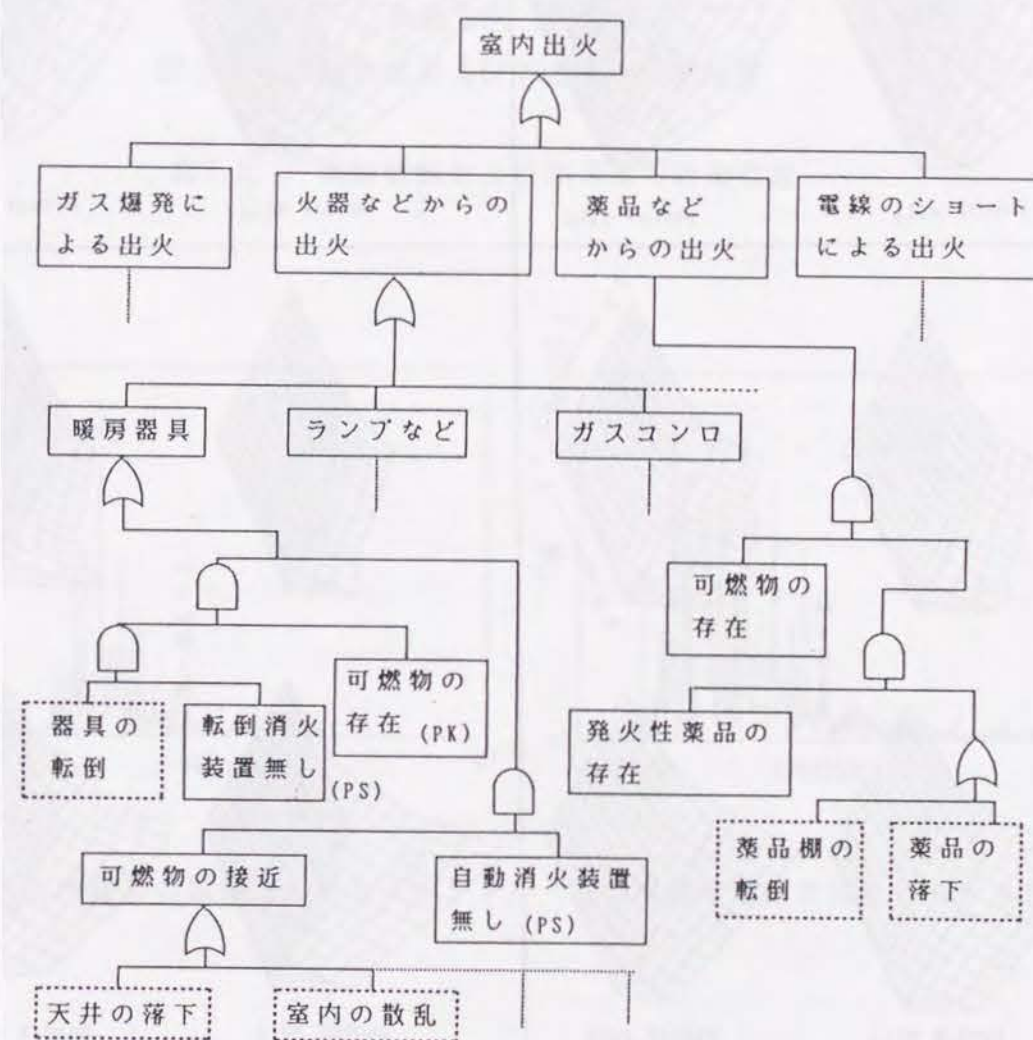 室内出火
ガス爆発に
よる出火
火器などからの
出火
薬品など
からの出火
電線のショート
による出火
暖房器具
ランプなど
ガスコンロ
可燃物の
存在
可燃物の
存在 (PK)
器具の
転倒
転倒消火
装置無し (PS)
発火性薬品の
存在
薬品棚の
転倒
薬品の
落下
可燃物の接近
自動消火装置
無し (PS)
天井の落下
室内の散乱